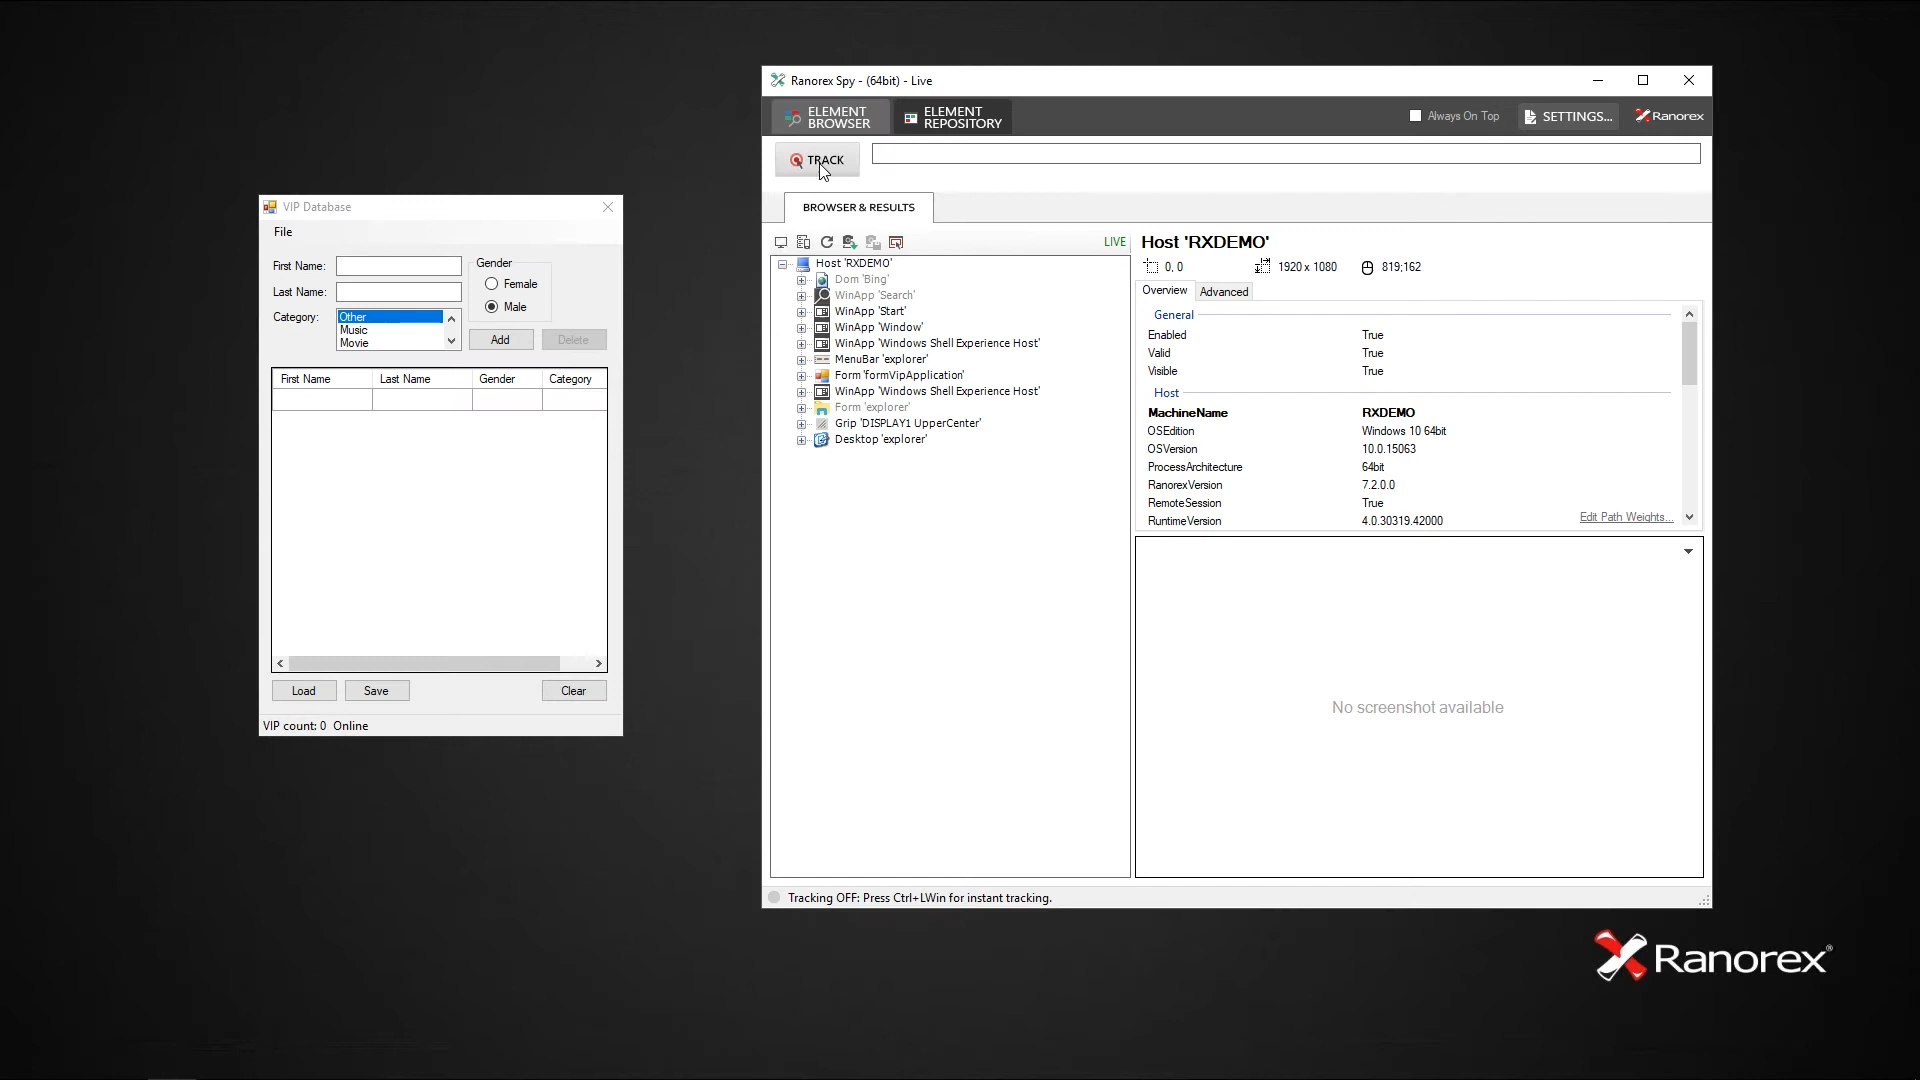 Ranorex Spy - (64bit) - Live
ELEMENT BROWSER
ELEMENT REPOSITORY
Always On Top
SETTINGS...
Ranorex
TRACK
BROWSER & RESULTS
LIVE
Host 'RXDEMO'
Dom 'Bing'
WinApp 'Search'
WinApp 'Start'
WinApp 'Window'
WinApp 'Windows Shell Experience Host'
MenuBar 'explorer'
Form 'formVipApplication'
WinApp 'Windows Shell Experience Host'
Form 'explorer'
Grip 'DISPLAY1 UpperCenter'
Desktop 'explorer'
Host 'RXDEMO'
0, 0
1920 x 1080
819;162
Overview
Advanced
General
Enabled True
Valid True
Visible True
Host
MachineName RXDEMO
OSEdition Windows 10 64bit
OSVersion 10.0.15063
ProcessArchitecture 64bit
RanorexVersion 7.2.0.0
RemoteSession True
RuntimeVersion 4.0.30319.42000
Edit Path Weights...
No screenshot available
Tracking OFF: Press Ctrl+LWin for instant tracking.
VIP Database
File
First Name:
Last Name:
Category:
Other
Music
Movie
Gender
Female
Male
Add
Delete
First Name Last Name Gender Category
Load
Save
Clear
VIP count: 0 Online
Ranorex®